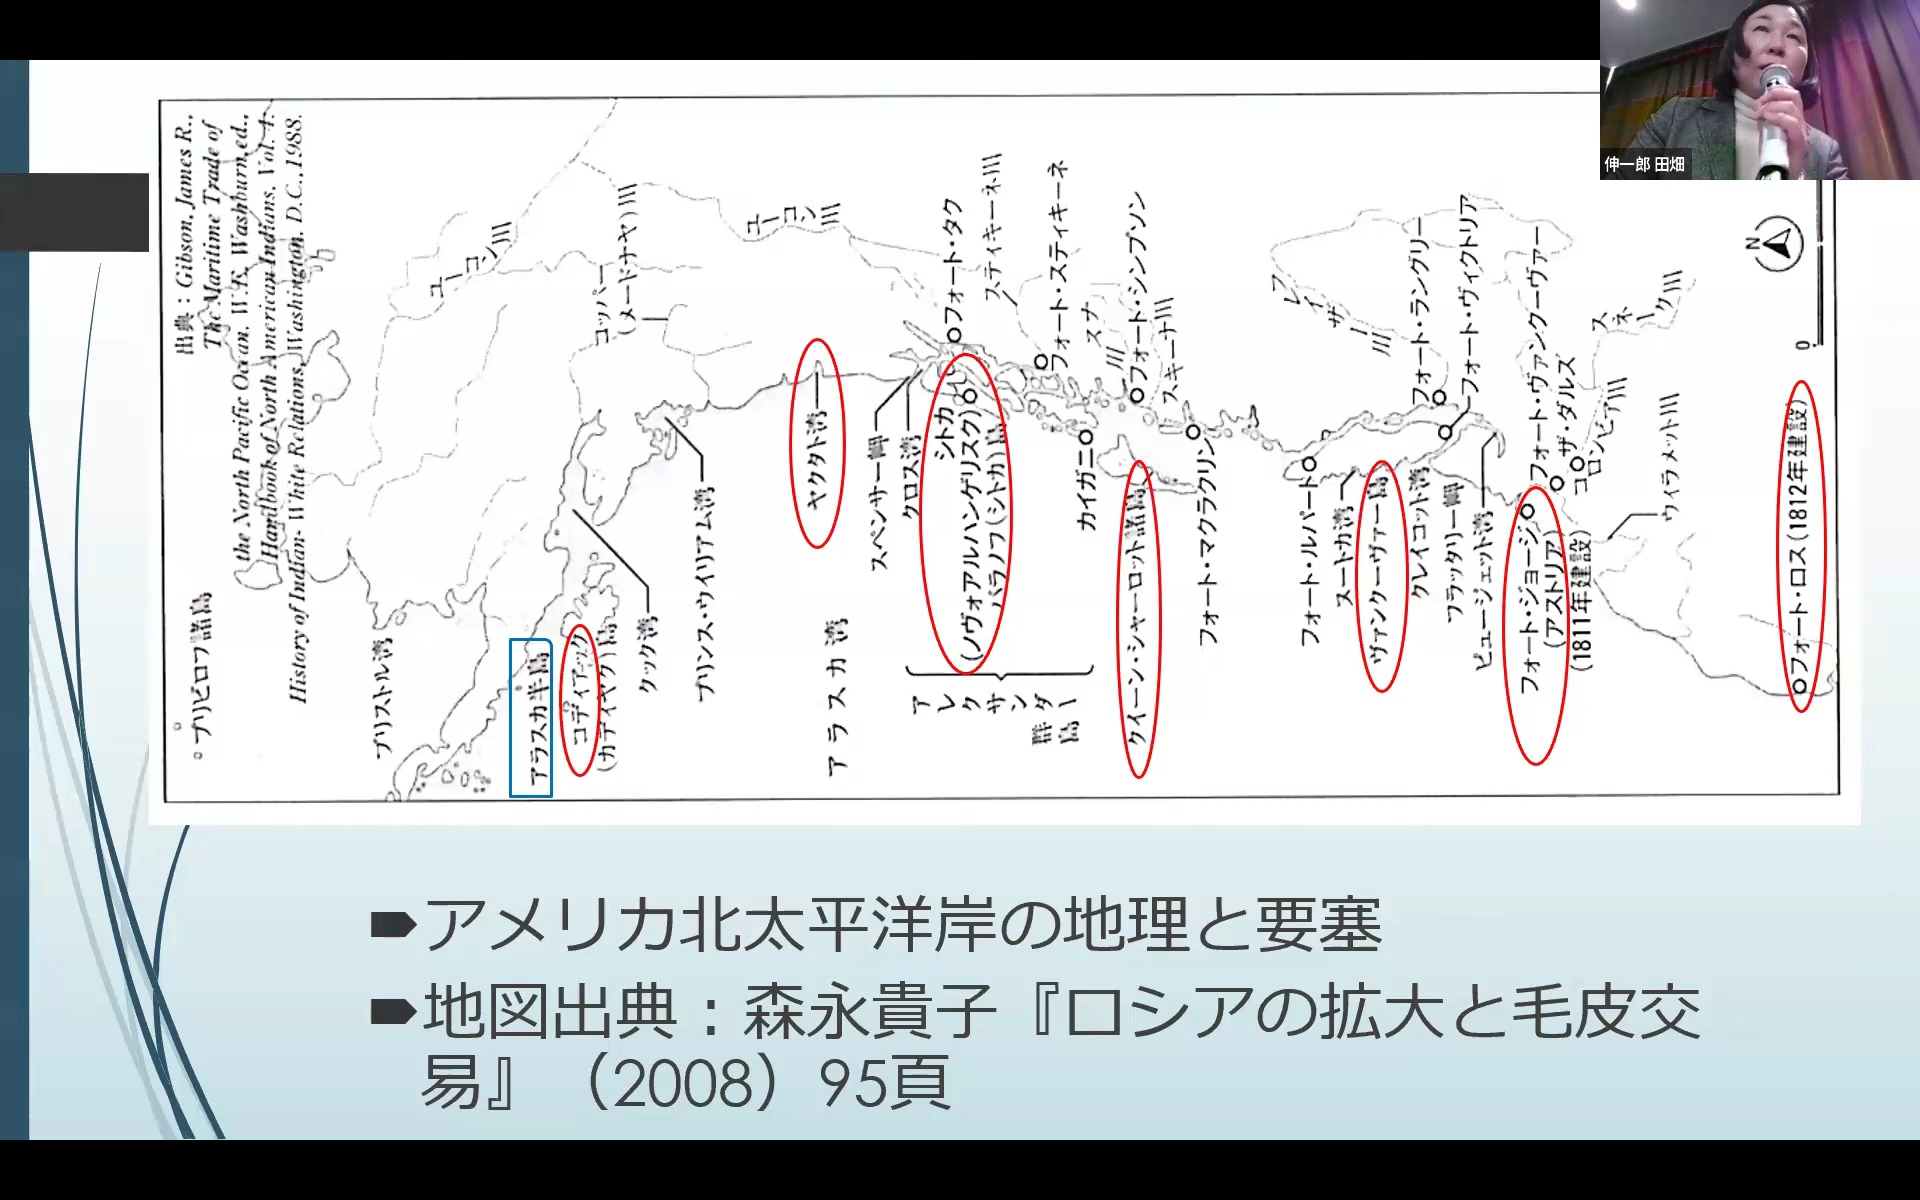 伸一郎 田畑
出典：Gibson, James R.,
The Maritime Trade of
the North Pacific Ocean. W.E. Washburn,ed.,
Handbook of North American Indians. Vol. 4.
History of Indian-White Relations, Washington, D.C.,1988.
プリビロフ諸島
ブリストル湾
ユーコン川
アラスカ半島
コディアック
(カディヤク)島
コッパー
(メードナヤ)川
クック湾
プリンス・ウィリアム湾
ユーコン川
ヤクタト湾
アラスカ湾
スペンサー岬
クロス湾
フォート・タク
シトカ
(ノヴォアルハンゲリスク)
バラノフ(シトカ)島
アレクサンダー群島
スティキーネ川
フォート・スティキーネ
カイガニ
ナス川
フォート・シンプソン
クィーン・シャーロット諸島
スキーナ川
フォート・マクラクリン
フレイザー川
フォート・ルパート
スートカ湾
ヴァンクーヴァー島
クレイコット湾
フォート・ラングリー
フラッタリー岬
フォート・ヴィクトリア
ピュージェット湾
フォート・ヴァンクーヴァー
フォート・ジョージ
(アストリア)
(1811年建設)
ザ・ダルズ
コロンビア川
スネーク川
ウィラメット川
N
0
フォート・ロス(1812年建設)
アメリカ北太平洋岸の地理と要塞
地図出典：森永貴子『ロシアの拡大と毛皮交
易』（2008）95頁